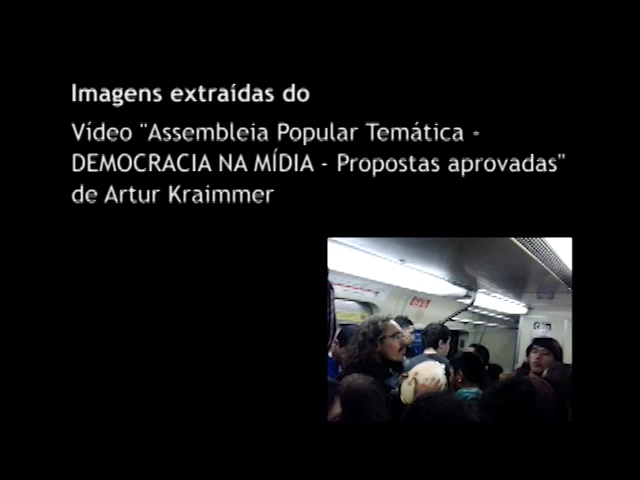 Imagens extraídas do
Vídeo "Assembleia Popular Temática -
DEMOCRACIA NA MÍDIA - Propostas aprovadas"
de Artur Kraimmer